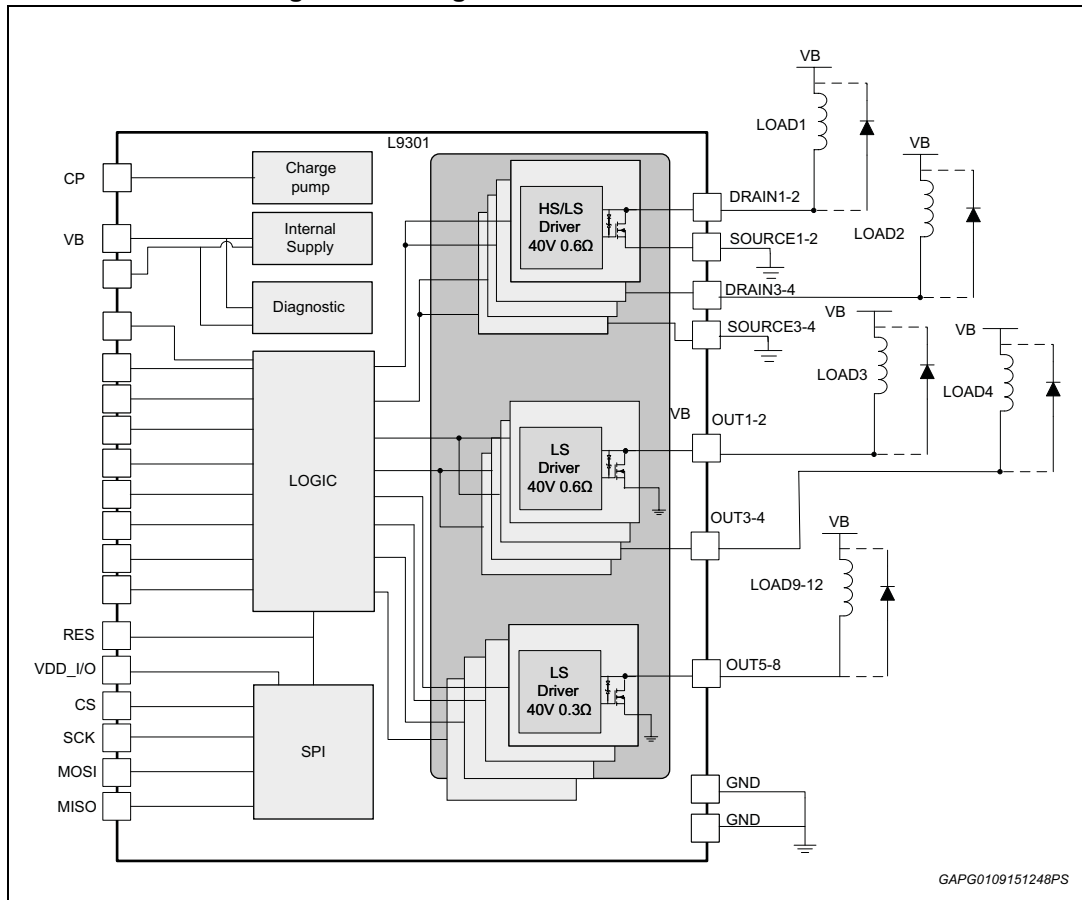 L9301
CP
VB
RES
VDD_I/O
CS
SCK
MOSI
MISO
Charge
pump
Internal
Supply
Diagnostic
LOGIC
SPI
HS/LS
Driver
40V 0.6Ω
LS
Driver
40V 0.6Ω
LS
Driver
40V 0.3Ω
VB
DRAIN1-2
SOURCE1-2
DRAIN3-4
SOURCE3-4
OUT1-2
OUT3-4
OUT5-8
GND
GND
VB
LOAD1
VB
LOAD2
VB
LOAD3
VB
LOAD4
VB
LOAD9-12
GAPG0109151248PS